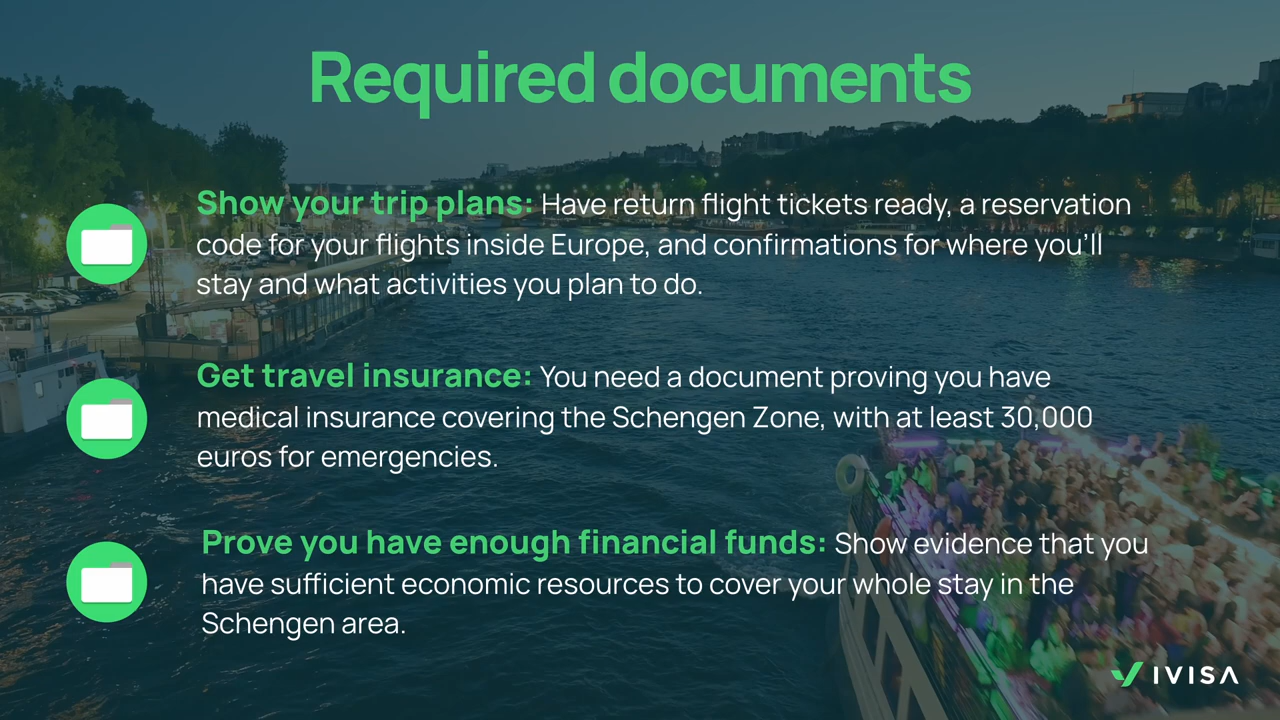 Required documents
Show your trip plans: Have return flight tickets ready, a reservation
code for your flights inside Europe, and confirmations for where you’ll
stay and what activities you plan to do.
Get travel insurance: You need a document proving you have
medical insurance covering the Schengen Zone, with at least 30,000
euros for emergencies.
Prove you have enough financial funds: Show evidence that you
have sufficient economic resources to cover your whole stay in the
Schengen area.
IVISA